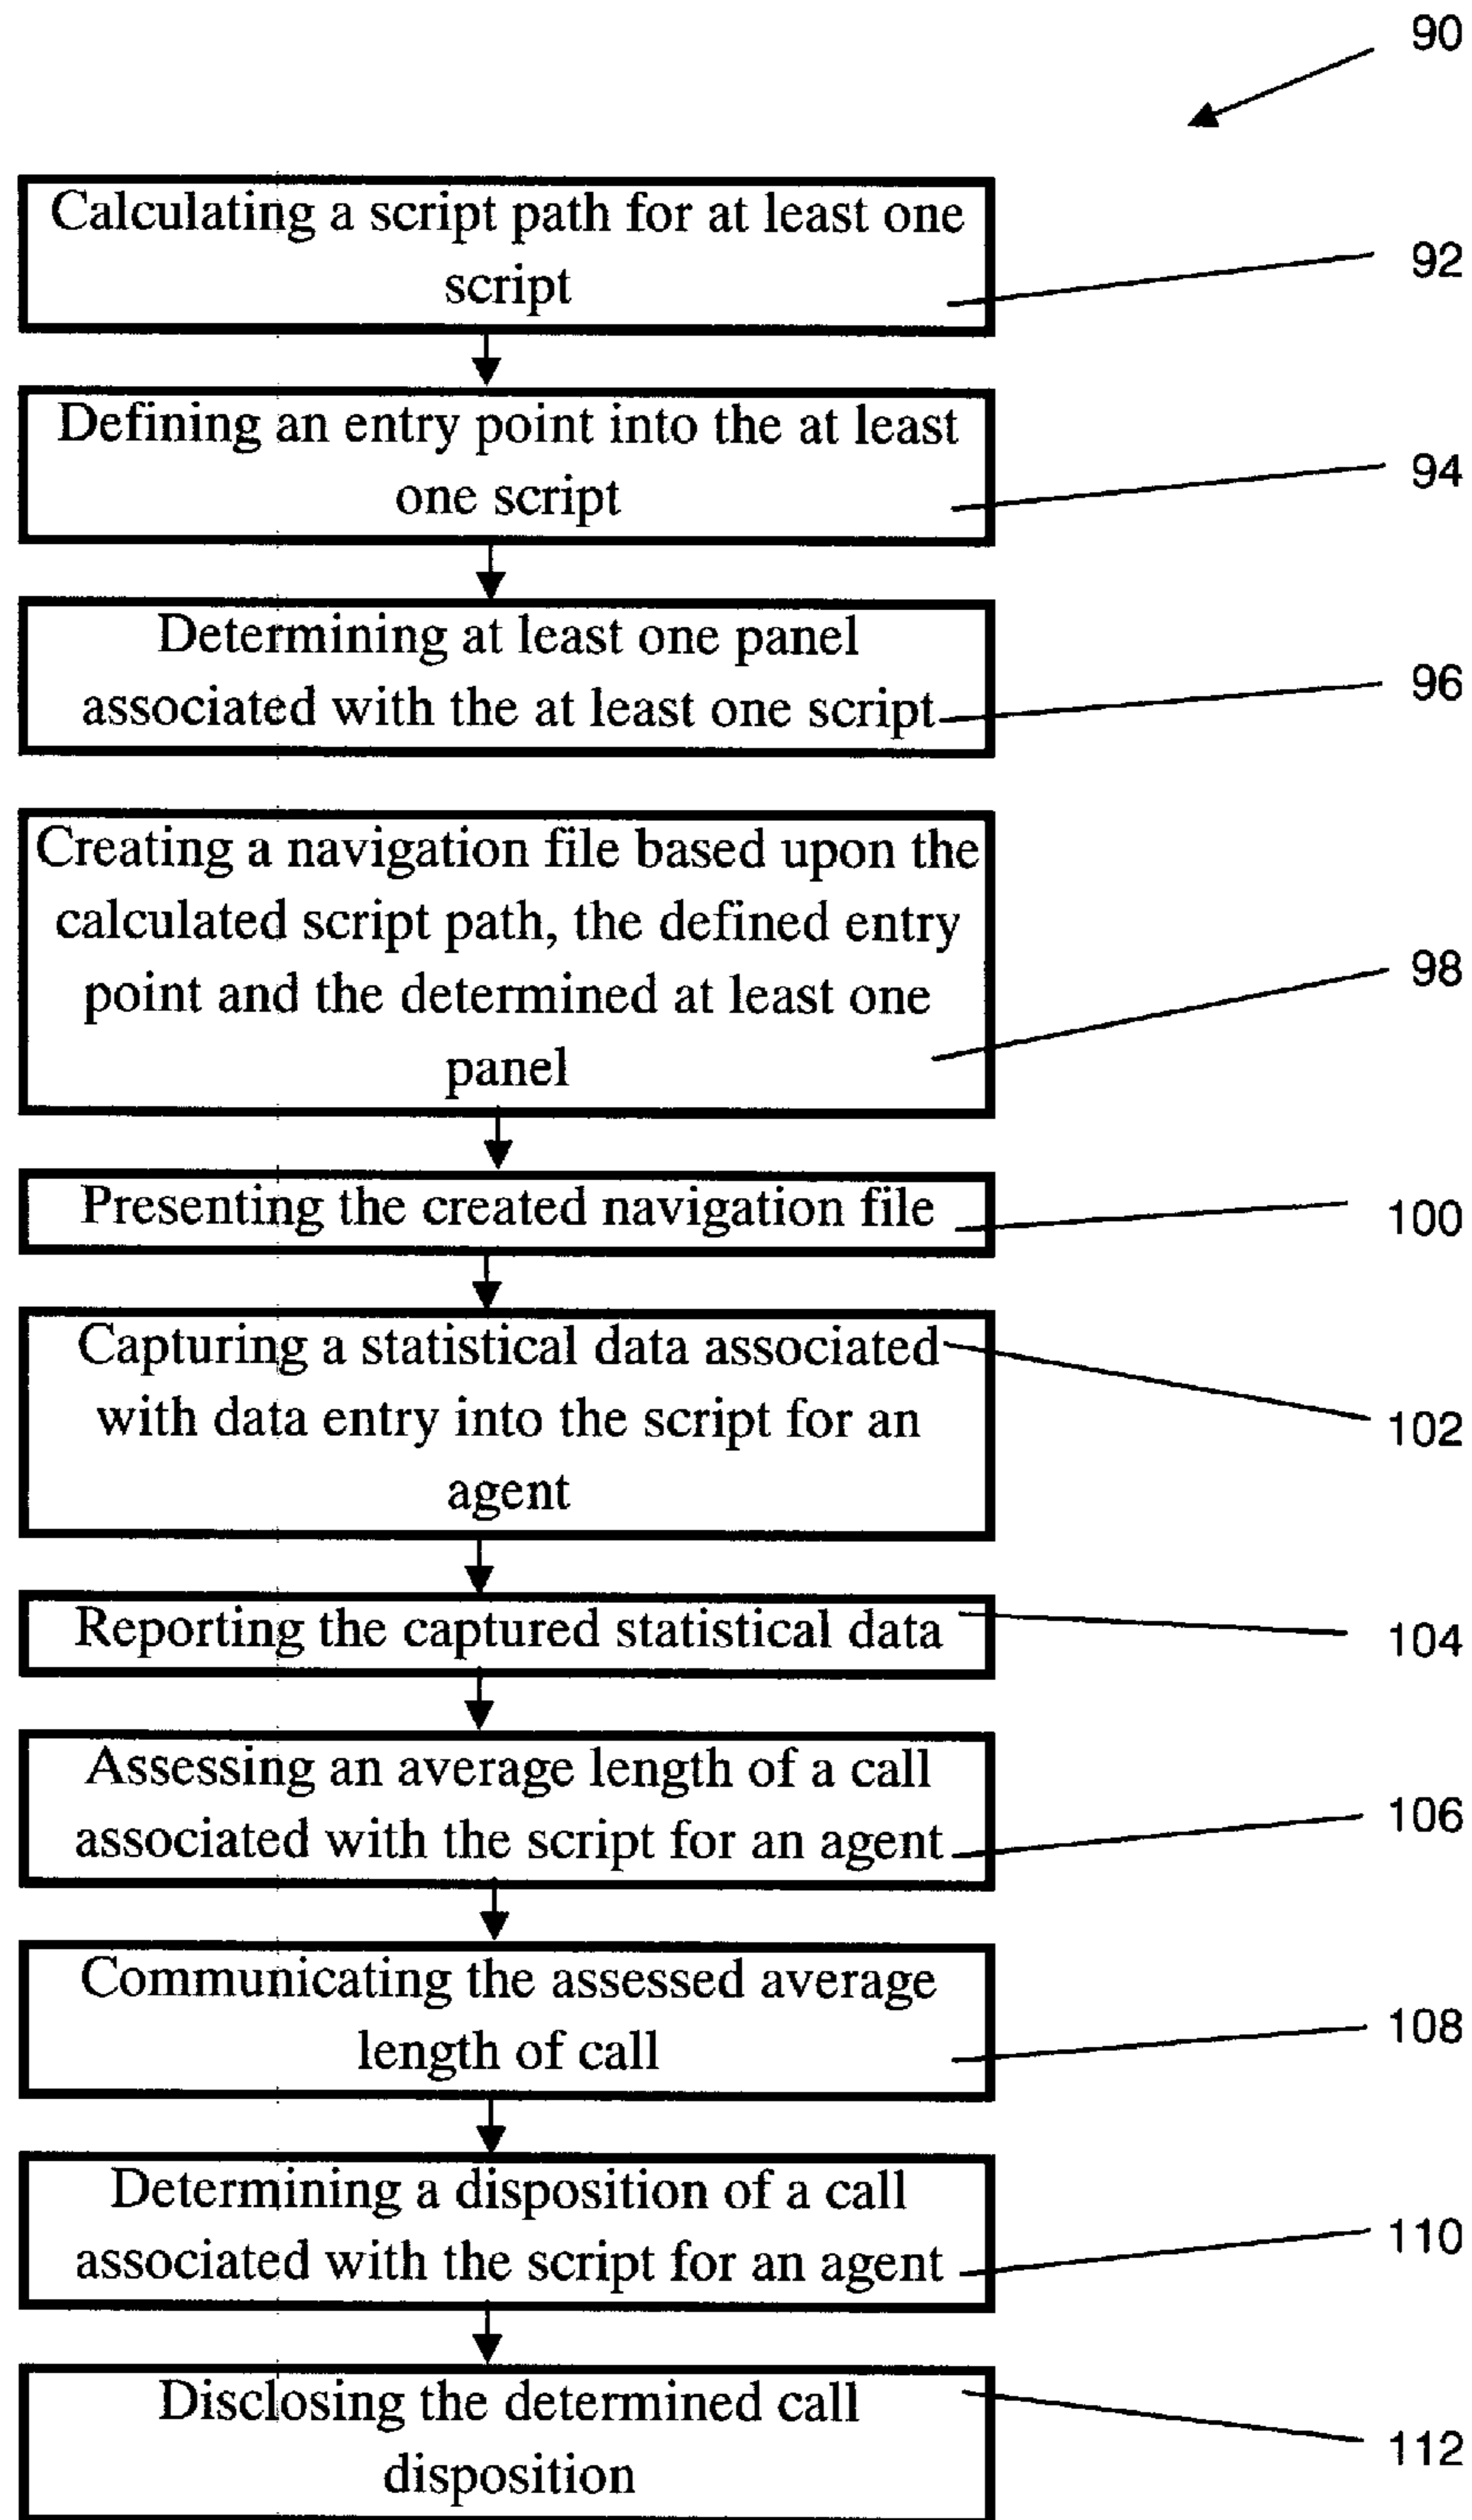 90
Calculating a script path for at least one
script
92
Defining an entry point into the at least
one script
94
Determining at least one panel
associated with the at least one script
96
Creating a navigation file based upon the
calculated script path, the defined entry
point and the determined at least one
panel
98
Presenting the created navigation file
100
Capturing a statistical data associated
with data entry into the script for an
agent
102
Reporting the captured statistical data
104
Assessing an average length of a call
associated with the script for an agent
106
Communicating the assessed average
length of call
108
Determining a disposition of a call
associated with the script for an agent
110
Disclosing the determined call
disposition
112